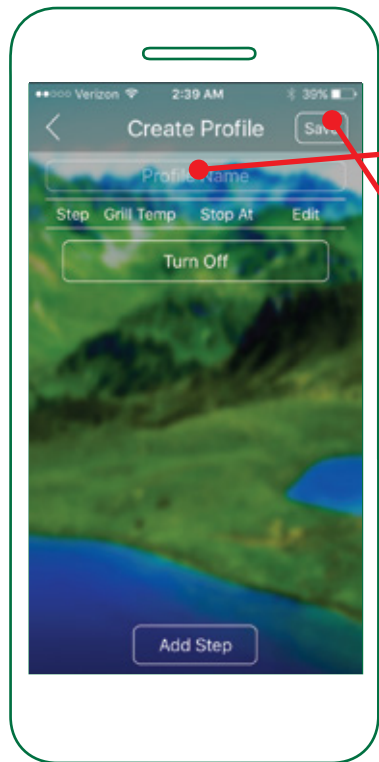 Verizon 2:39 AM 39%
Create Profile Save
Profile Name
Step Grill Temp Stop At Edit
Turn Off
Add Step